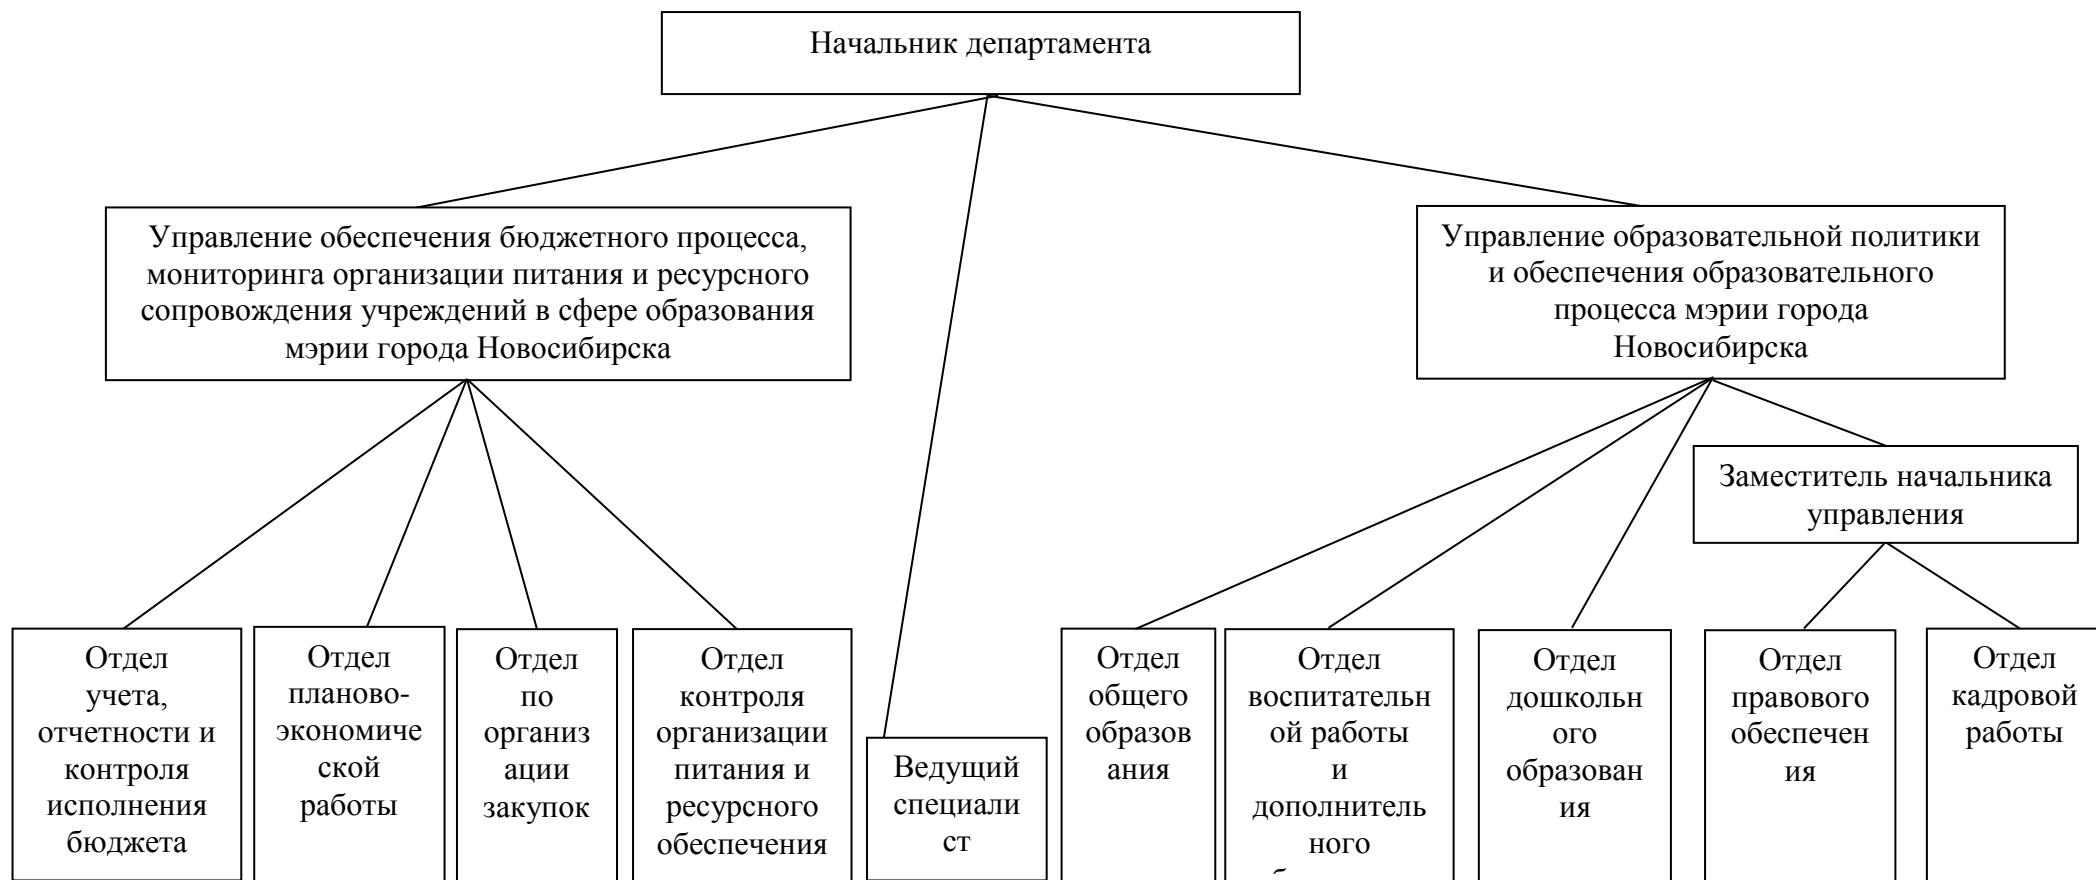 Начальник департамента
Управление обеспечения бюджетного процесса,
мониторинга организации питания и ресурсного
сопровождения учреждений в сфере образования
мэрии города Новосибирска
Управление образовательной политики
и обеспечения образовательного
процесса мэрии города
Новосибирска
Заместитель начальника
управления
Отдел
учета,
отчетности и
контроля
исполнения
бюджета
Отдел
планово-
экономиче
ской
работы
Отдел
по
организ
ации
закупок
Отдел
контроля
организации
питания и
ресурсного
обеспечения
Ведущий
специали
ст
Отдел
общего
образов
ания
Отдел
воспитательн
ой работы
и
дополнитель
ного
Отдел
дошкольн
ого
образован
ия
Отдел
правового
обеспечен
ия
Отдел
кадровой
работы